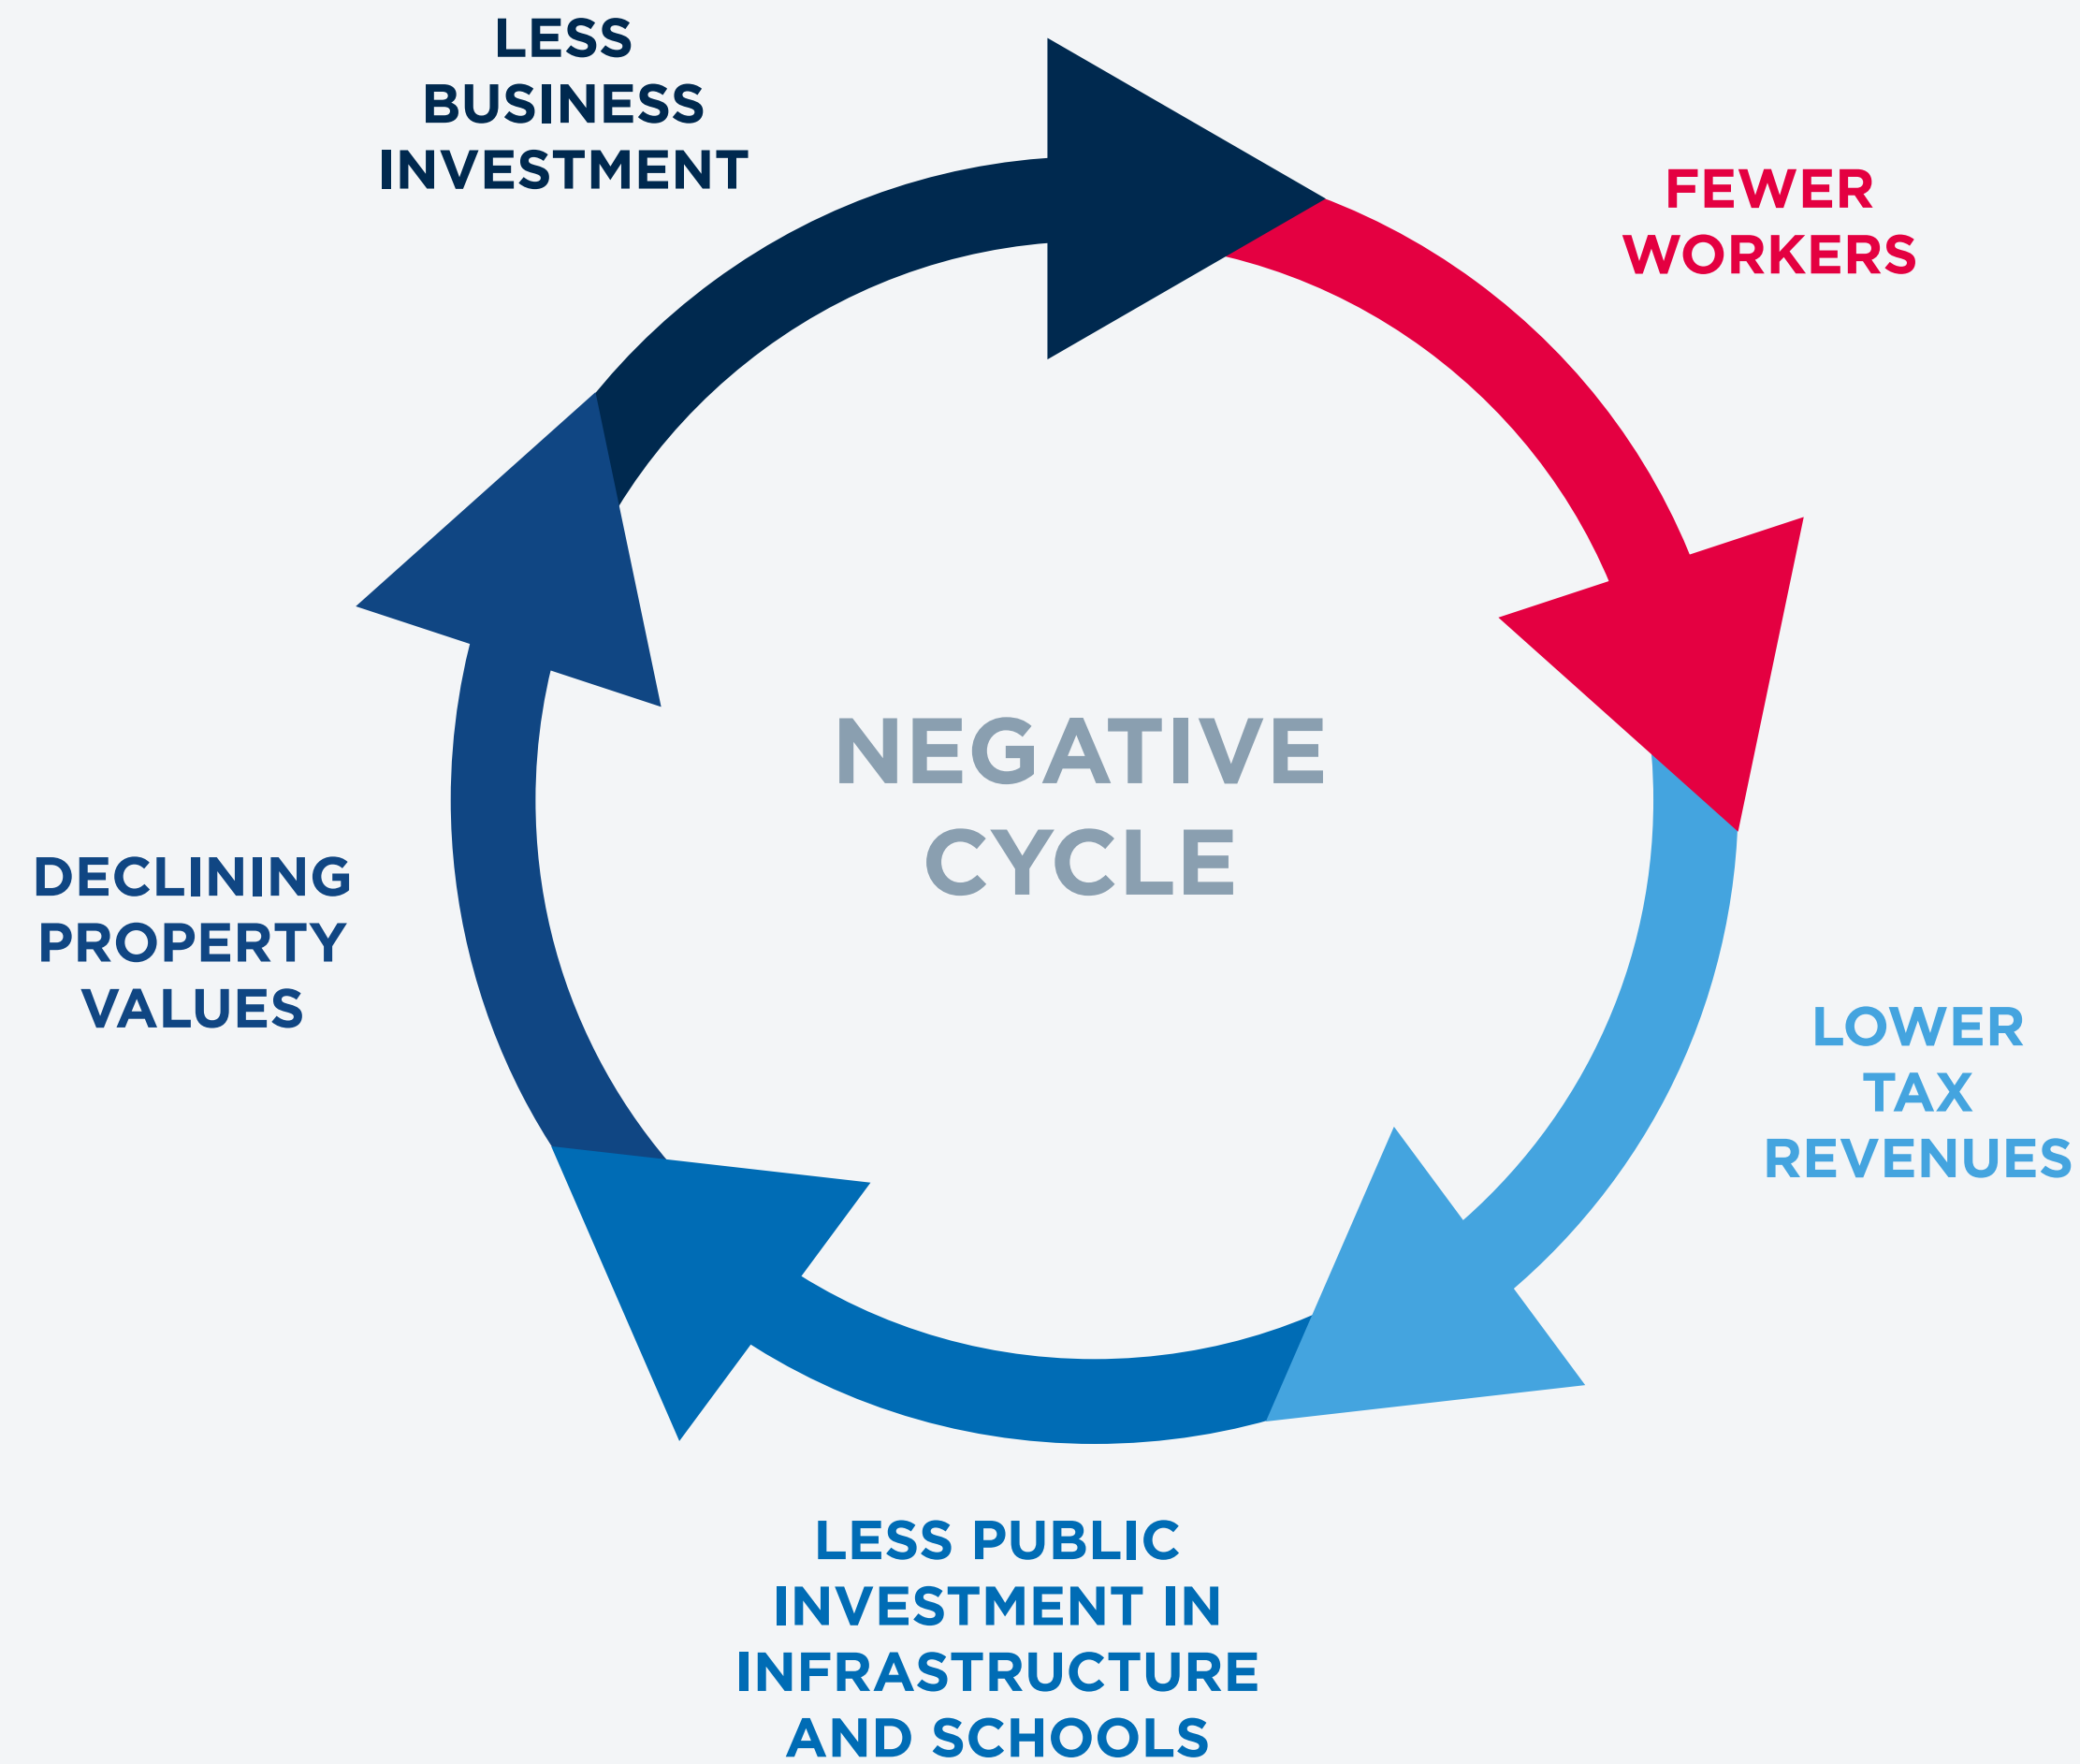 LESS
BUSINESS
INVESTMENT
FEWER
WORKERS
NEGATIVE
CYCLE
DECLINING
PROPERTY
VALUES
LOWER
TAX
REVENUES
LESS PUBLIC
INVESTMENT IN
INFRASTRUCTURE
AND SCHOOLS